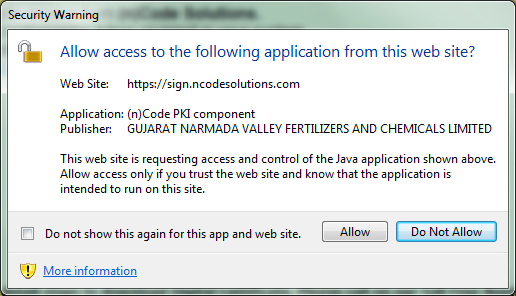 (n)Code Solutions.
Security Warning
Allow access to the following application from this web site?
Web Site: https://sign.ncodesolutions.com
Application: (n)Code PKI component
Publisher: GUJARAT NARMADA VALLEY FERTILIZERS AND CHEMICALS LIMITED
This web site is requesting access and control of the Java application shown above.
Allow access only if you trust the web site and know that the application is
intended to run on this site.
Do not show this again for this app and web site. Allow Do Not Allow
More information